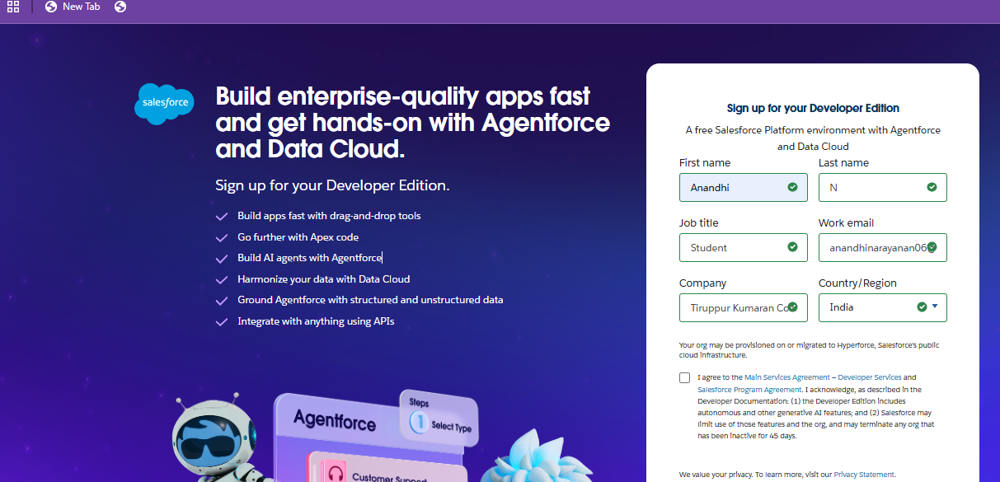 New Tab
salesforce
Build enterprise-quality apps fast
and get hands-on with Agentforce
and Data Cloud.
Sign up for your Developer Edition.
Build apps fast with drag-and-drop tools
Go further with Apex code
Build AI agents with Agentforce
Harmonize your data with Data Cloud
Ground Agentforce with structured and unstructured data
Integrate with anything using APIs
Agentforce
Steps
1 Select Type
Customer Support
Sign up for your Developer Edition
A free Salesforce Platform environment with Agentforce
and Data Cloud
First name
Last name
Anandhi
N
Job title
Work email
Student
anandhinarayanan06
Company
Country/Region
Tiruppur Kumaran Co
India
Your org may be provisioned on or migrated to Hyperforce, Salesforce's public
cloud infrastructure.
I agree to the Main Services Agreement – Developer Services and
Salesforce Program Agreement. I acknowledge, as described in the
Developer Documentation: (1) the Developer Edition includes
autonomous and other generative AI features; and (2) Salesforce may
limit use of those features and the org, and may terminate any org that
has been inactive for 45 days.
We value your privacy. To learn more, visit our Privacy Statement.